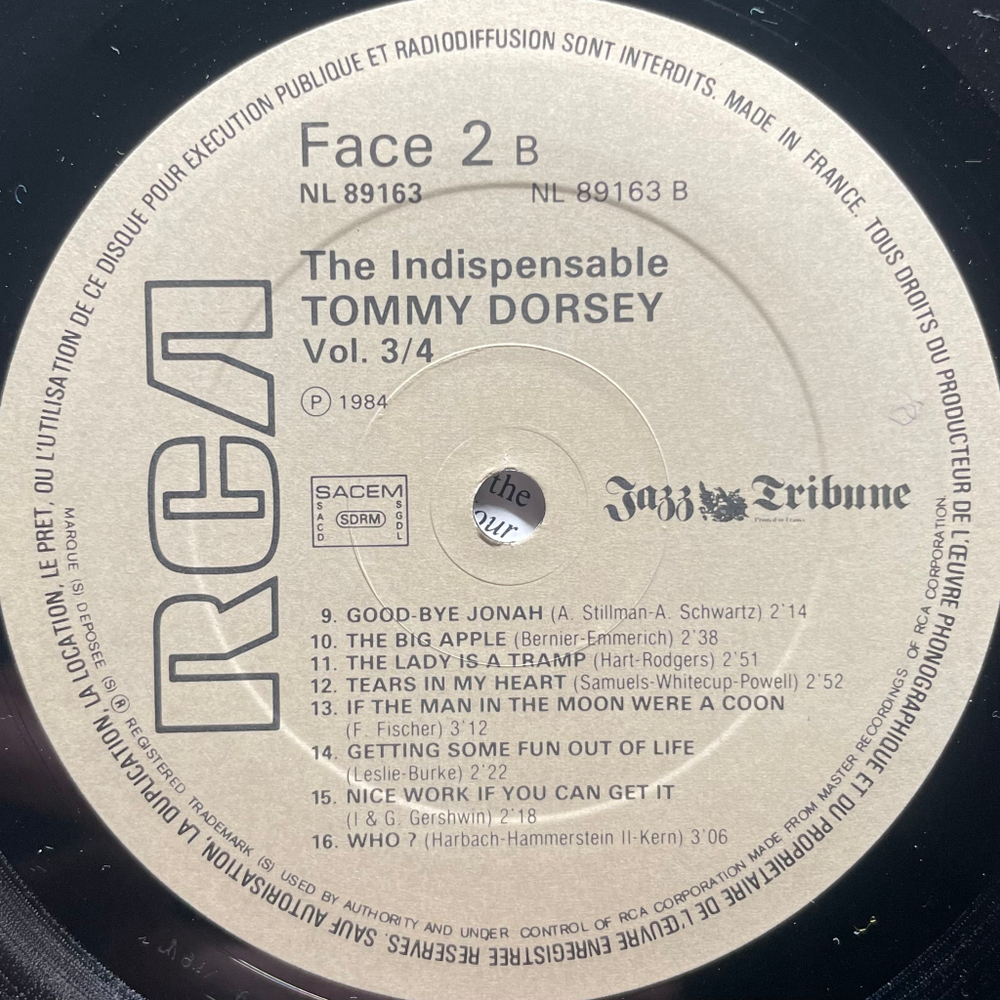 TOUS DROITS DU PRODUCTEUR DE L'ŒUVRE PHONOGRAPHIQUE ET DU PROPRIETAIRE DE L'ŒUVRE ENREGISTREE RESERVES. SAUF AUTORISATION, LA DUPLICATION, LA LOCATION, LE PRET, OU L'UTILISATION DE CE DISQUE POUR EXECUTION PUBLIQUE ET RADIODIFFUSION SONT INTERDITS. MADE IN FRANCE.
Face 2 B
NL 89163 NL 89163 B
The Indispensable
TOMMY DORSEY
Vol. 3/4
Ⓟ 1984
RCA
SACEM
SACD
SDRM
SGDL
Jazz Tribune
the
our
9. GOOD-BYE JONAH (A. Stillman-A. Schwartz) 2'14
10. THE BIG APPLE (Bernier-Emmerich) 2'38
11. THE LADY IS A TRAMP (Hart-Rodgers) 2'51
12. TEARS IN MY HEART (Samuels-Whitecup-Powell) 2'52
13. IF THE MAN IN THE MOON WERE A COON
(F. Fischer) 3'12
14. GETTING SOME FUN OUT OF LIFE
(Leslie-Burke) 2'22
15. NICE WORK IF YOU CAN GET IT
(I & G. Gershwin) 2'18
16. WHO ? (Harbach-Hammerstein II-Kern) 3'06
MARQUE (S) DEPOSEE (S) ® REGISTERED TRADEMARK (S) USED BY AUTHORITY AND UNDER CONTROL OF RCA CORPORATION MADE FROM MASTER RECORDINGS OF RCA CORPORATION